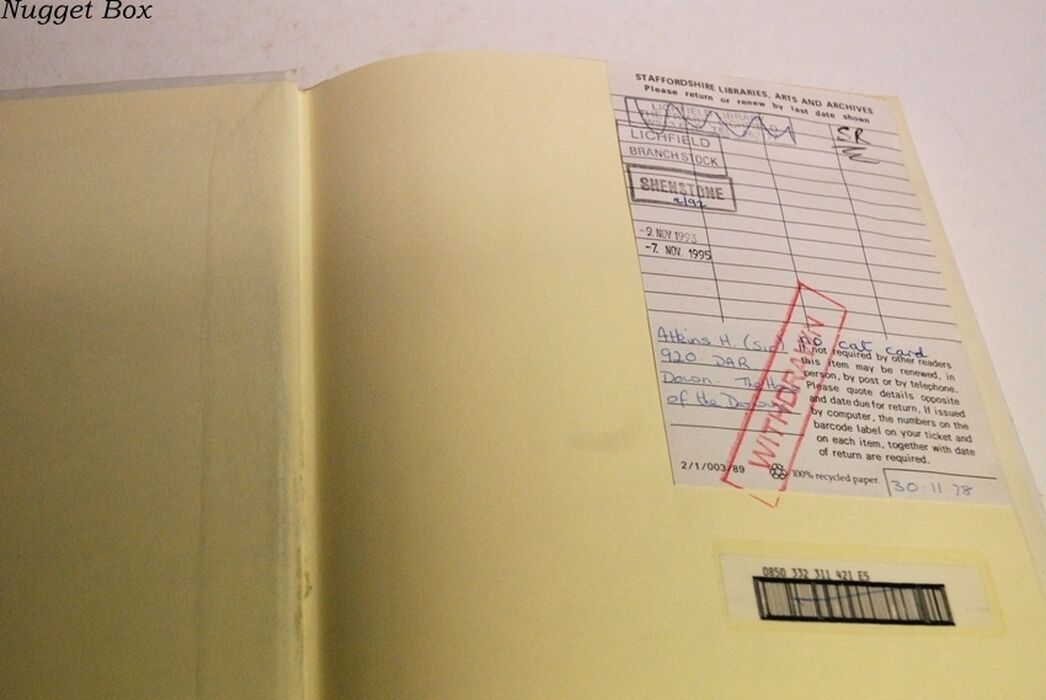 Nugget Box
STAFFORDSHIRE LIBRARIES, ARTS AND ARCHIVES
Please return or renew by last date shown
SR
LICHFIELD
BRANCH STOCK
SHENSTONE
2/92
-9. NOV 1993
-7. NOV. 1995
WITHDRAWN
Atkins H. (Sir)
920 DAR
Down. The
of the
no cat card
If not required by other readers
this item may be renewed, in
person, by post or by telephone.
Please quote details opposite
and date due for return. If issued
by computer, the numbers on the
barcode label on your ticket and
on each item, together with date
of return are required.
2/1/003/89
100% recycled paper.
30·11·78
0850 332 311 421 E5